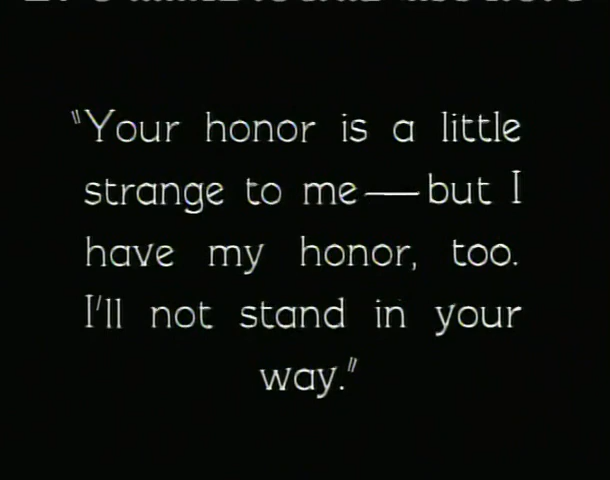 "Your honor is a little
strange to me — but I
have my honor, too.
I'll not stand in your
way."